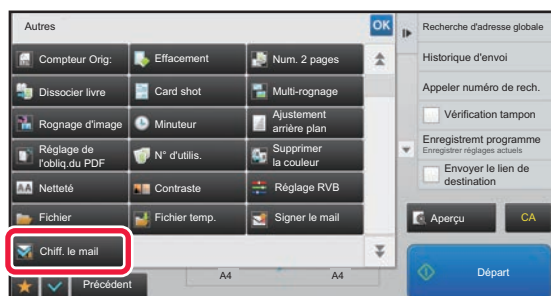 Autres
OK
Compteur Orig:
Effacement
Num. 2 pages
Dissocier livre
Card shot
Multi-rognage
Rognage d'image
Minuteur
Ajustement
arrière plan
Réglage de
l'obliq.du PDF
N° d'utilis.
Supprimer
la couleur
AA Netteté
Contraste
Réglage RVB
Fichier
Fichier temp.
Signer le mail
Chiff. le mail
Précédent
A4
A4
Recherche d'adresse globale
Historique d'envoi
Appeler numéro de rech.
Vérification tampon
Enregistremt programme
Enregistrer réglages actuels
Envoyer le lien de
destination
Aperçu
CA
Départ